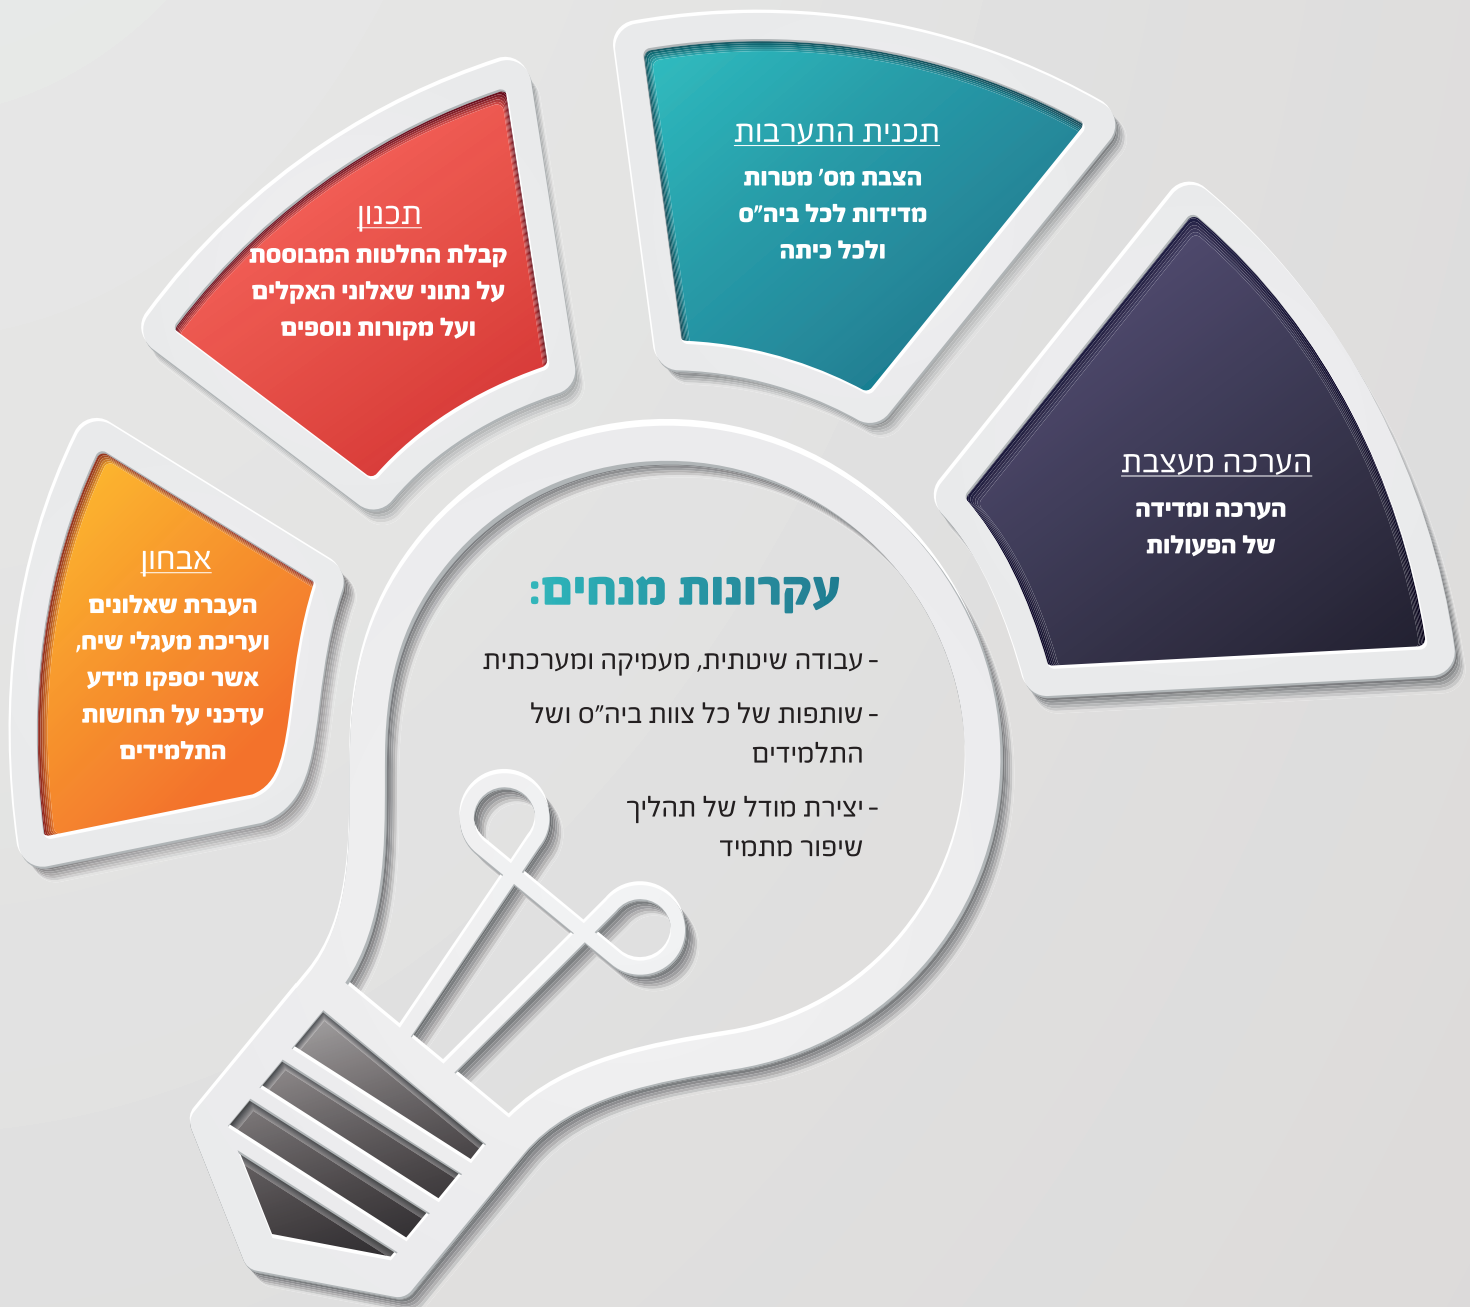 תכנית התערבות
הצבת מס' מטרות
מדידות לכל ביה"ס
ולכל כיתה
תכנון
קבלת החלטות המבוססת
על נתוני שאלוני האקלים
ועל מקורות נוספים
הערכה מעצבת
הערכה ומדידה
של הפעולות
אבחון
העברת שאלונים
ועריכת מעגלי שיח,
אשר יספקו מידע
עדכני על תחושות
התלמידים
עקרונות מנחים:
- עבודה שיטתית, מעמיקה ומערכתית
- שותפות של כל צוות ביה"ס ושל
התלמידים
- יצירת מודל של תהליך
שיפור מתמיד